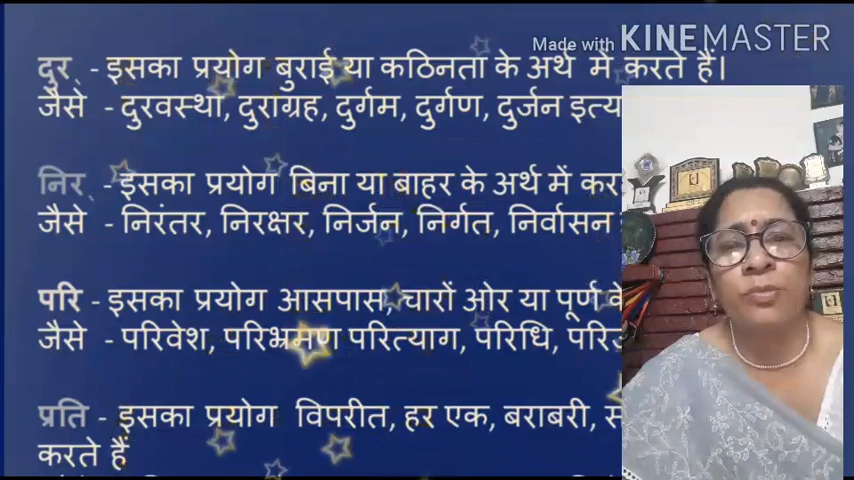 Made with KINEMASTER
दुर् - इसका प्रयोग बुराई या कठिनता के अर्थ में करते हैं।
जैसे - दुरवस्था, दुराग्रह, दुर्गम, दुर्गण, दुर्जन इत्य
निर् - इसका प्रयोग बिना या बाहर के अर्थ में कर
जैसे - निरंतर, निरक्षर, निर्जन, निर्गत, निर्वासन
परि - इसका प्रयोग आसपास, चारों ओर या पूर्ण
जैसे - परिवेश, परिभ्रमण परित्याग, परिधि,
प्रति - इसका प्रयोग विपरीत, हर एक, बराबरी,
करते हैं